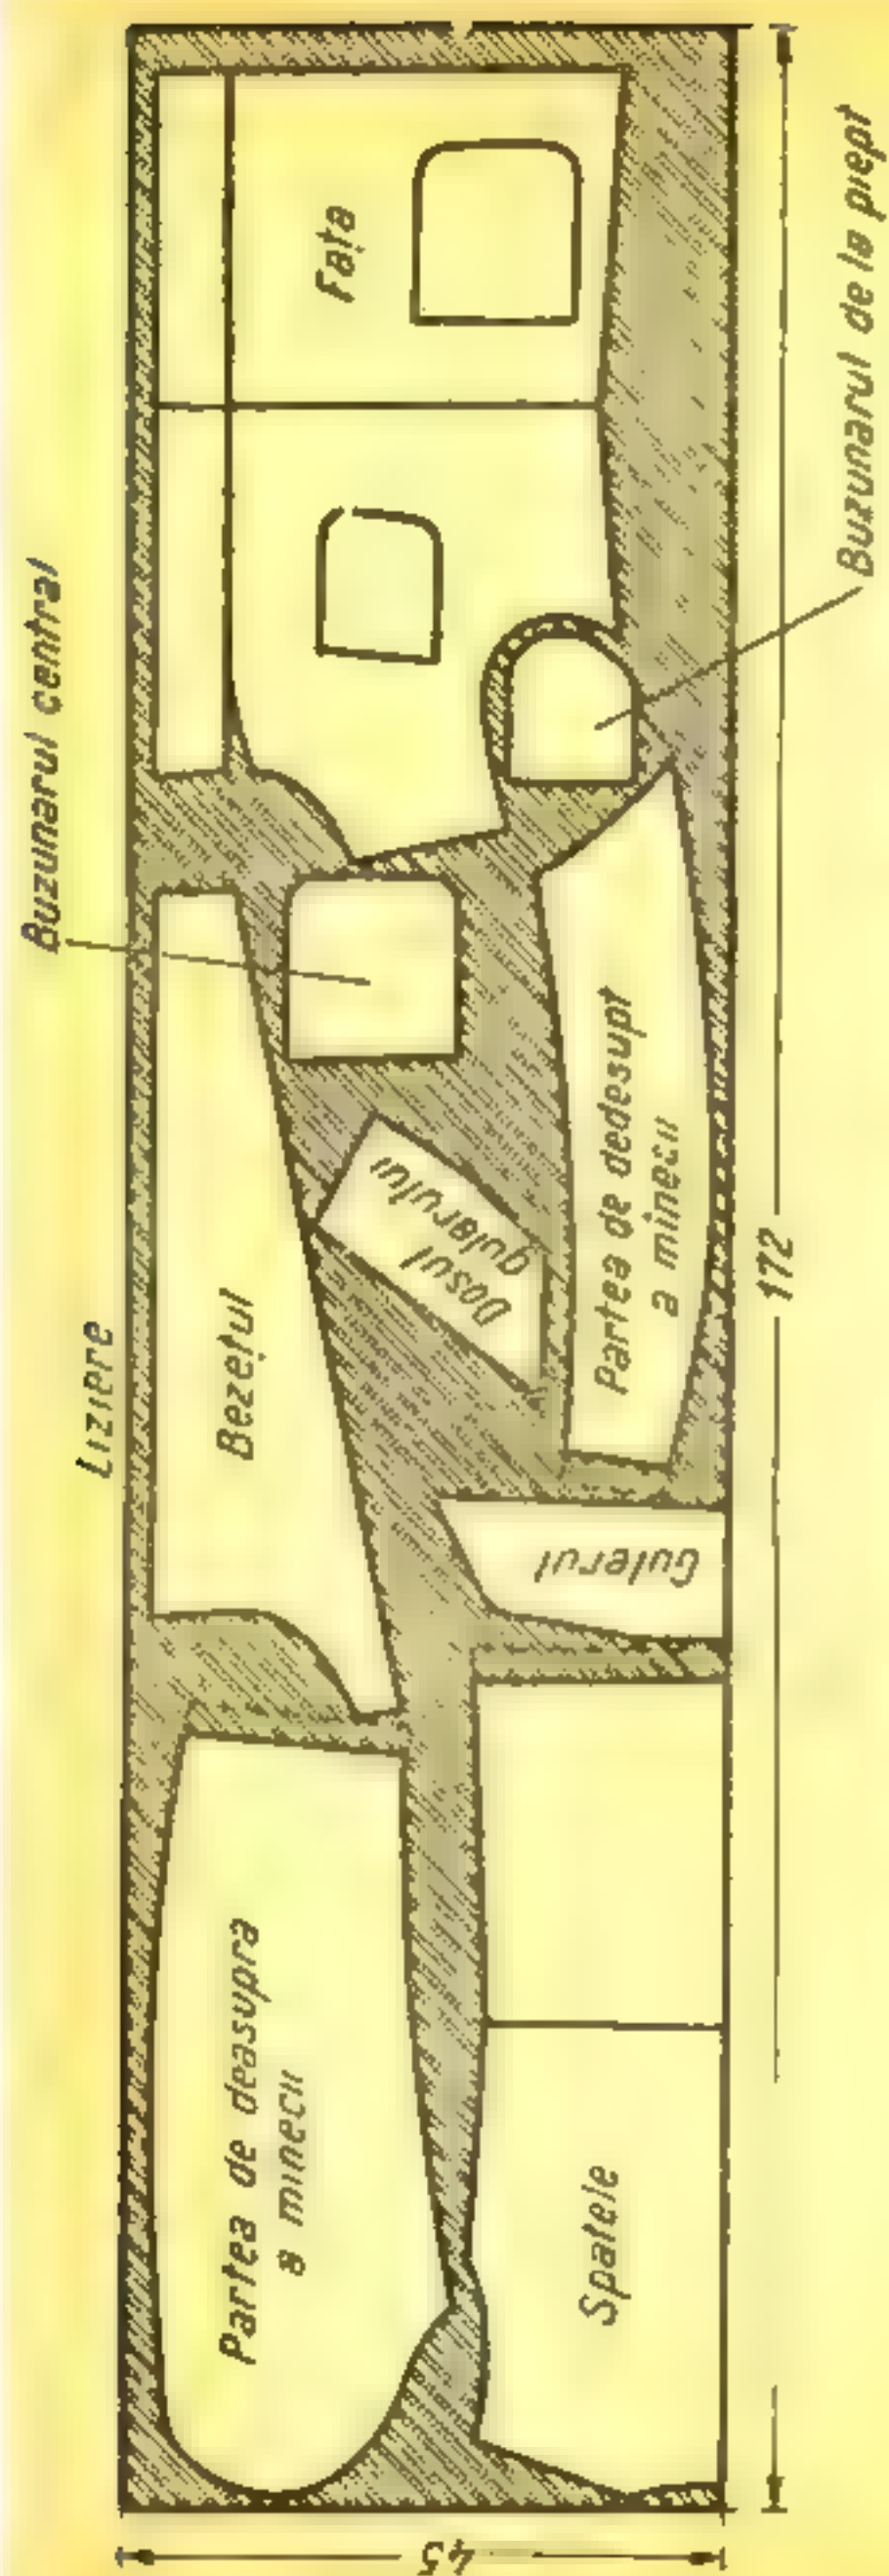 Fața
Buzunarul de la piept
Buzunarul central
Partea de dedesupt
a mînecii
Dosul
gulerului
172
Bezețul
Liziere
Gulerul
Partea de deasupra
a minecii
Spatele
45